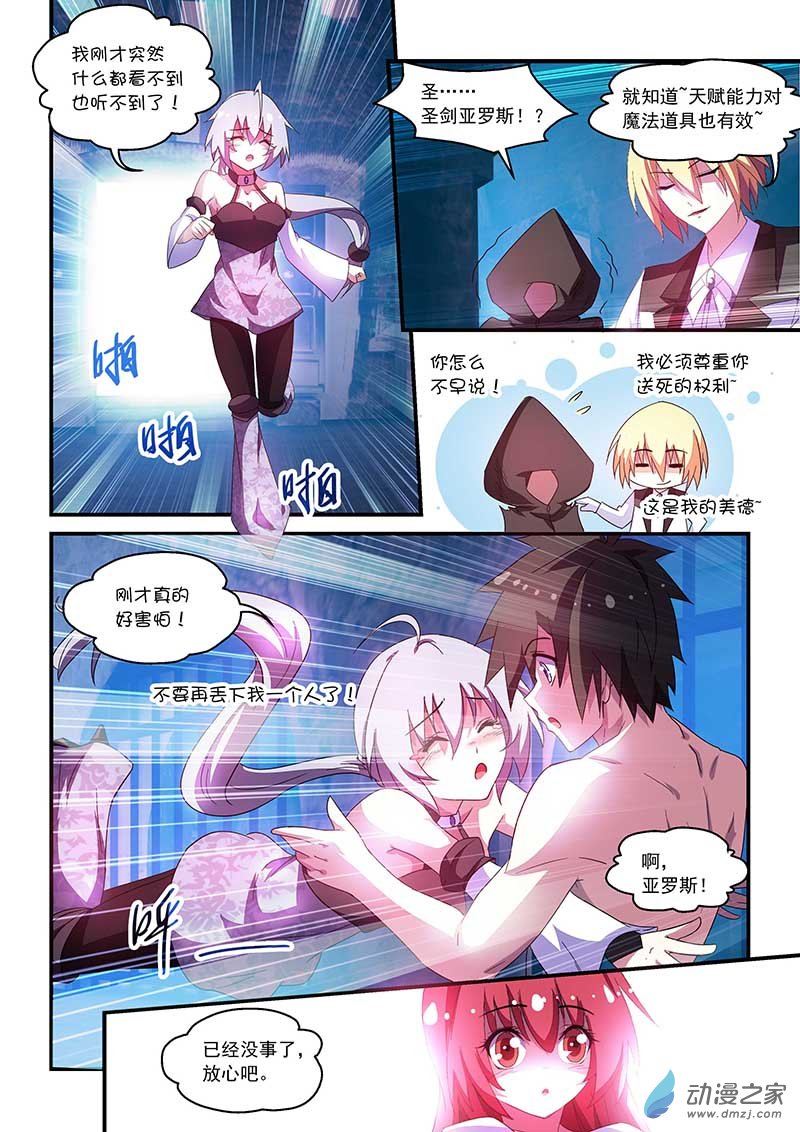 我刚才突然
什么都看不到
也听不到了！
啪
啪
啪
圣……
圣剑亚罗斯！？
就知道~天赋能力对
魔法道具也有效~
你怎么
不早说！
我必须尊重你
送死的权利~
这是我的美德~
刚才真的
好害怕！
不要再丢下我一个人了！
呼——
啊，
亚罗斯！
已经没事了，
放心吧。
动漫之家
www.dmzj.com